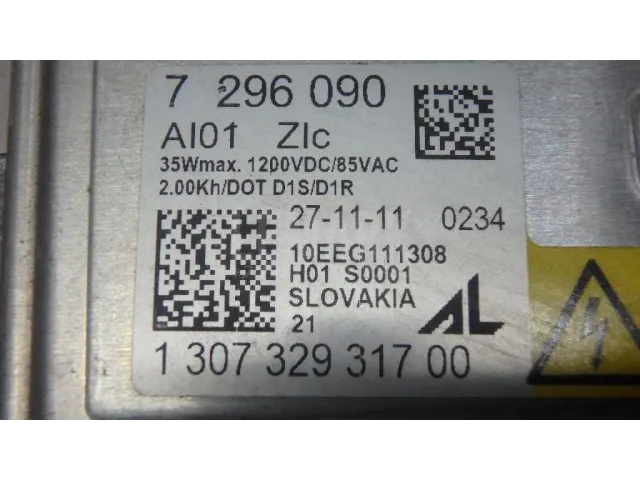 7 296 090
AI01 ZIc
35Wmax. 1200VDC/85VAC
2.00Kh/DOT D1S/D1R
27-11-11 0234
10EEG111308
H01 S0001
SLOVAKIA
21
AL
1 307 329 317 00